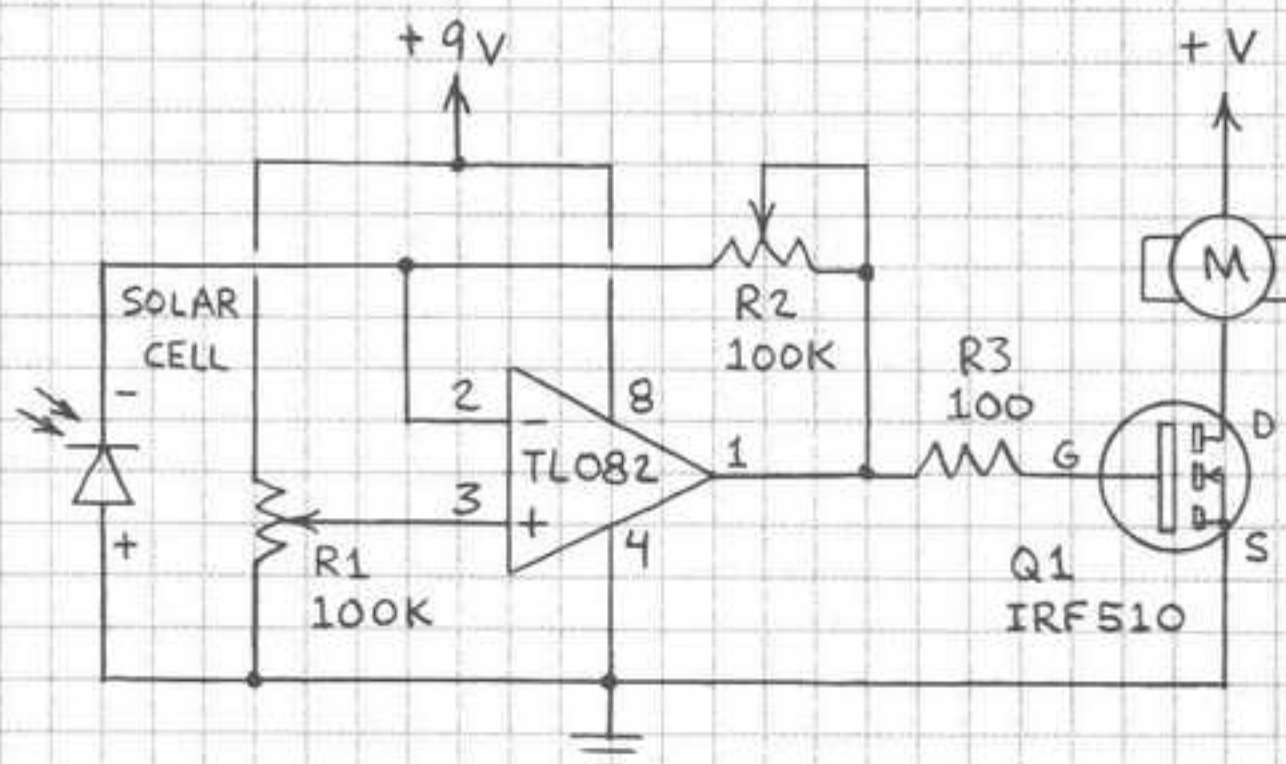 +9V
+V
SOLAR
CELL
-
+
R1
100K
2
3
-
+
TL082
8
4
1
R2
100K
R3
100
G
M
D
S
Q1
IRF510